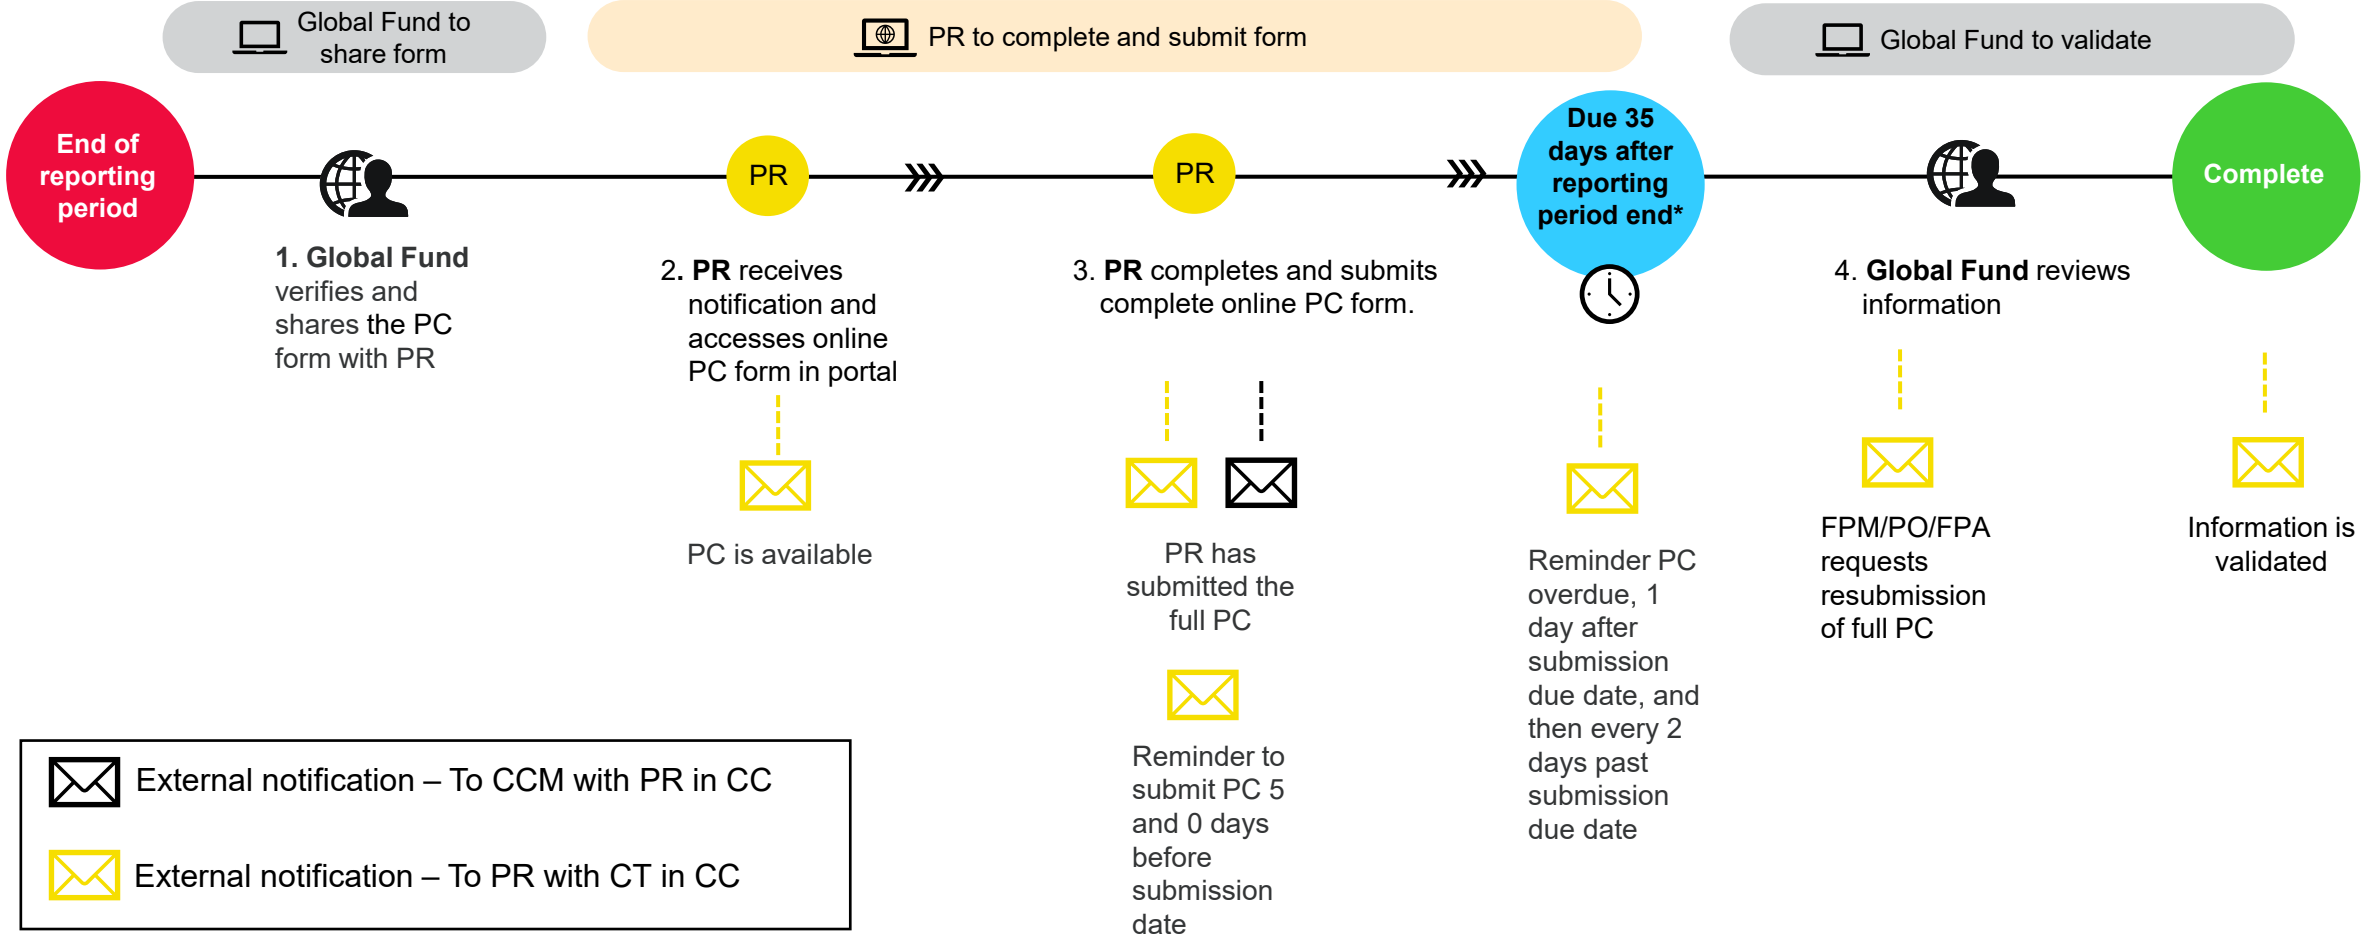 Global Fund to
share form
PR to complete and submit form
Global Fund to validate
End of
reporting
period
PR
PR
Due 35
days after
reporting
period end*
Complete
1. Global Fund
verifies and
shares the PC
form with PR
2. PR receives
notification and
accesses online
PC form in portal
3. PR completes and submits
complete online PC form.
4. Global Fund reviews
information
PC is available
PR has
submitted the
full PC
Reminder to
submit PC 5
and 0 days
before
submission
date
Reminder PC
overdue, 1
day after
submission
due date, and
then every 2
days past
submission
due date
FPM/PO/FPA
requests
resubmission
of full PC
Information is
validated
External notification – To CCM with PR in CC
External notification – To PR with CT in CC